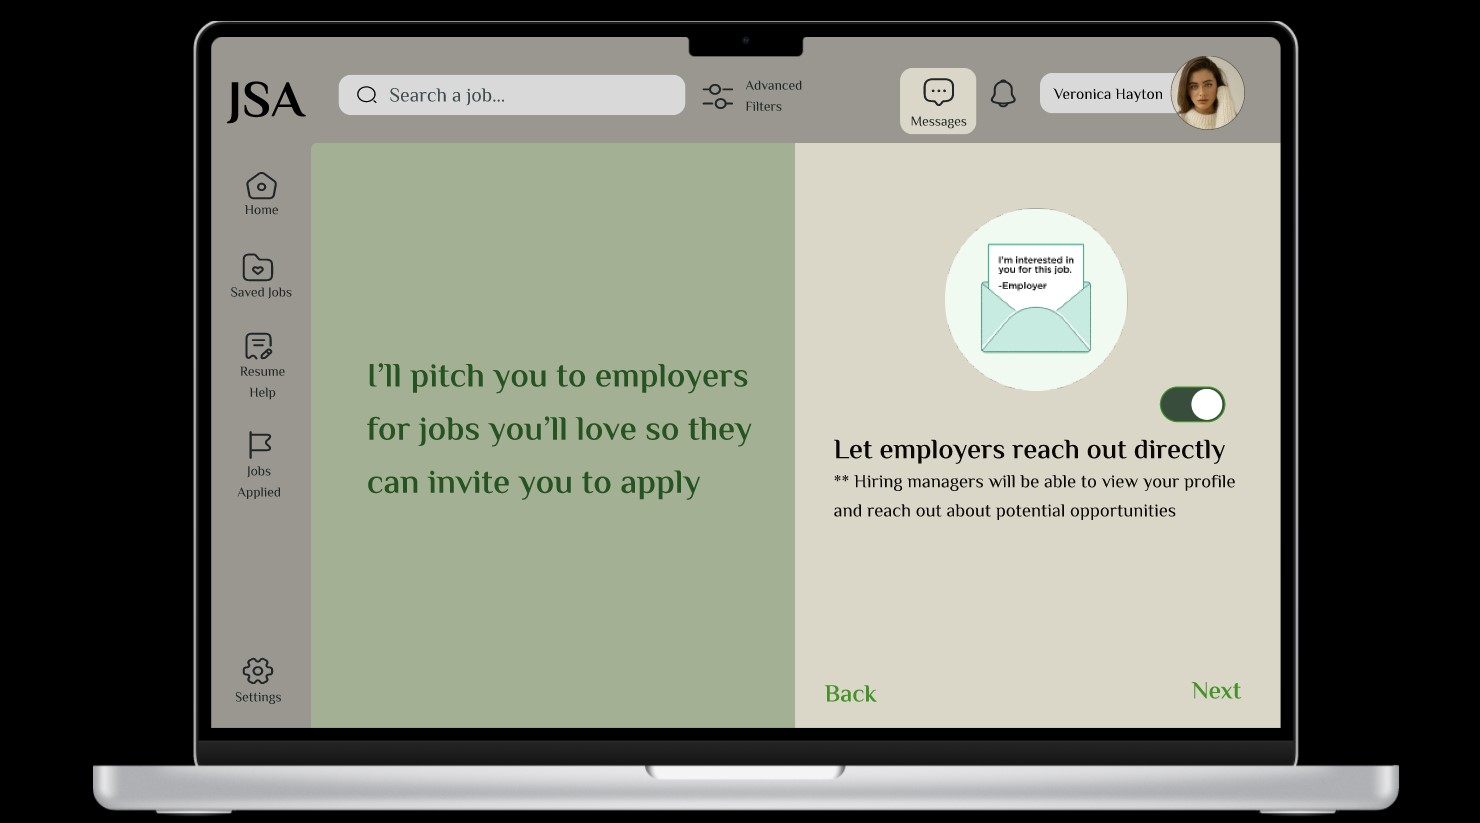 JSA
Search a job...
Advanced
Filters
Messages
Veronica Hayton
Home
Saved Jobs
Resume
Help
Jobs
Applied
Settings
I’ll pitch you to employers
for jobs you’ll love so they
can invite you to apply
I'm interested in
you for this job.
-Employer
Let employers reach out directly
** Hiring managers will be able to view your profile
and reach out about potential opportunities
Back
Next